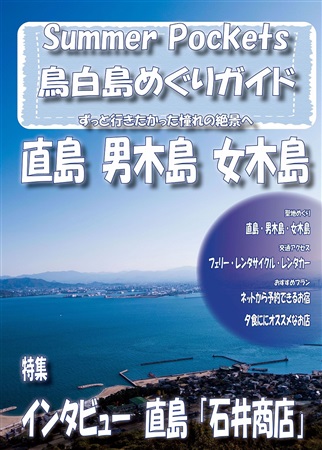 Summer Pockets
鳥白島めぐりガイド
ずっと行きたかった憧れの絶景へ
直島 男木島 女木島
聖地めぐり
直島・男木島・女木島
交通アクセス
フェリー・レンタサイクル・レンタカー
おすすめプラン
ネットから予約できるお宿
夕食ににオススメなお店
特集
インタビュー 直島「石井商店」